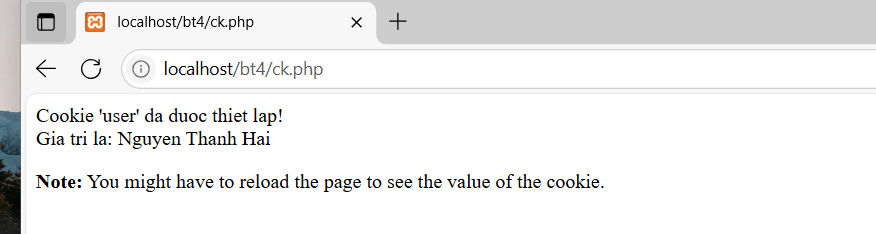 localhost/bt4/ck.php
localhost/bt4/ck.php
Cookie 'user' da duoc thiet lap!
Gia tri la: Nguyen Thanh Hai
Note: You might have to reload the page to see the value of the cookie.